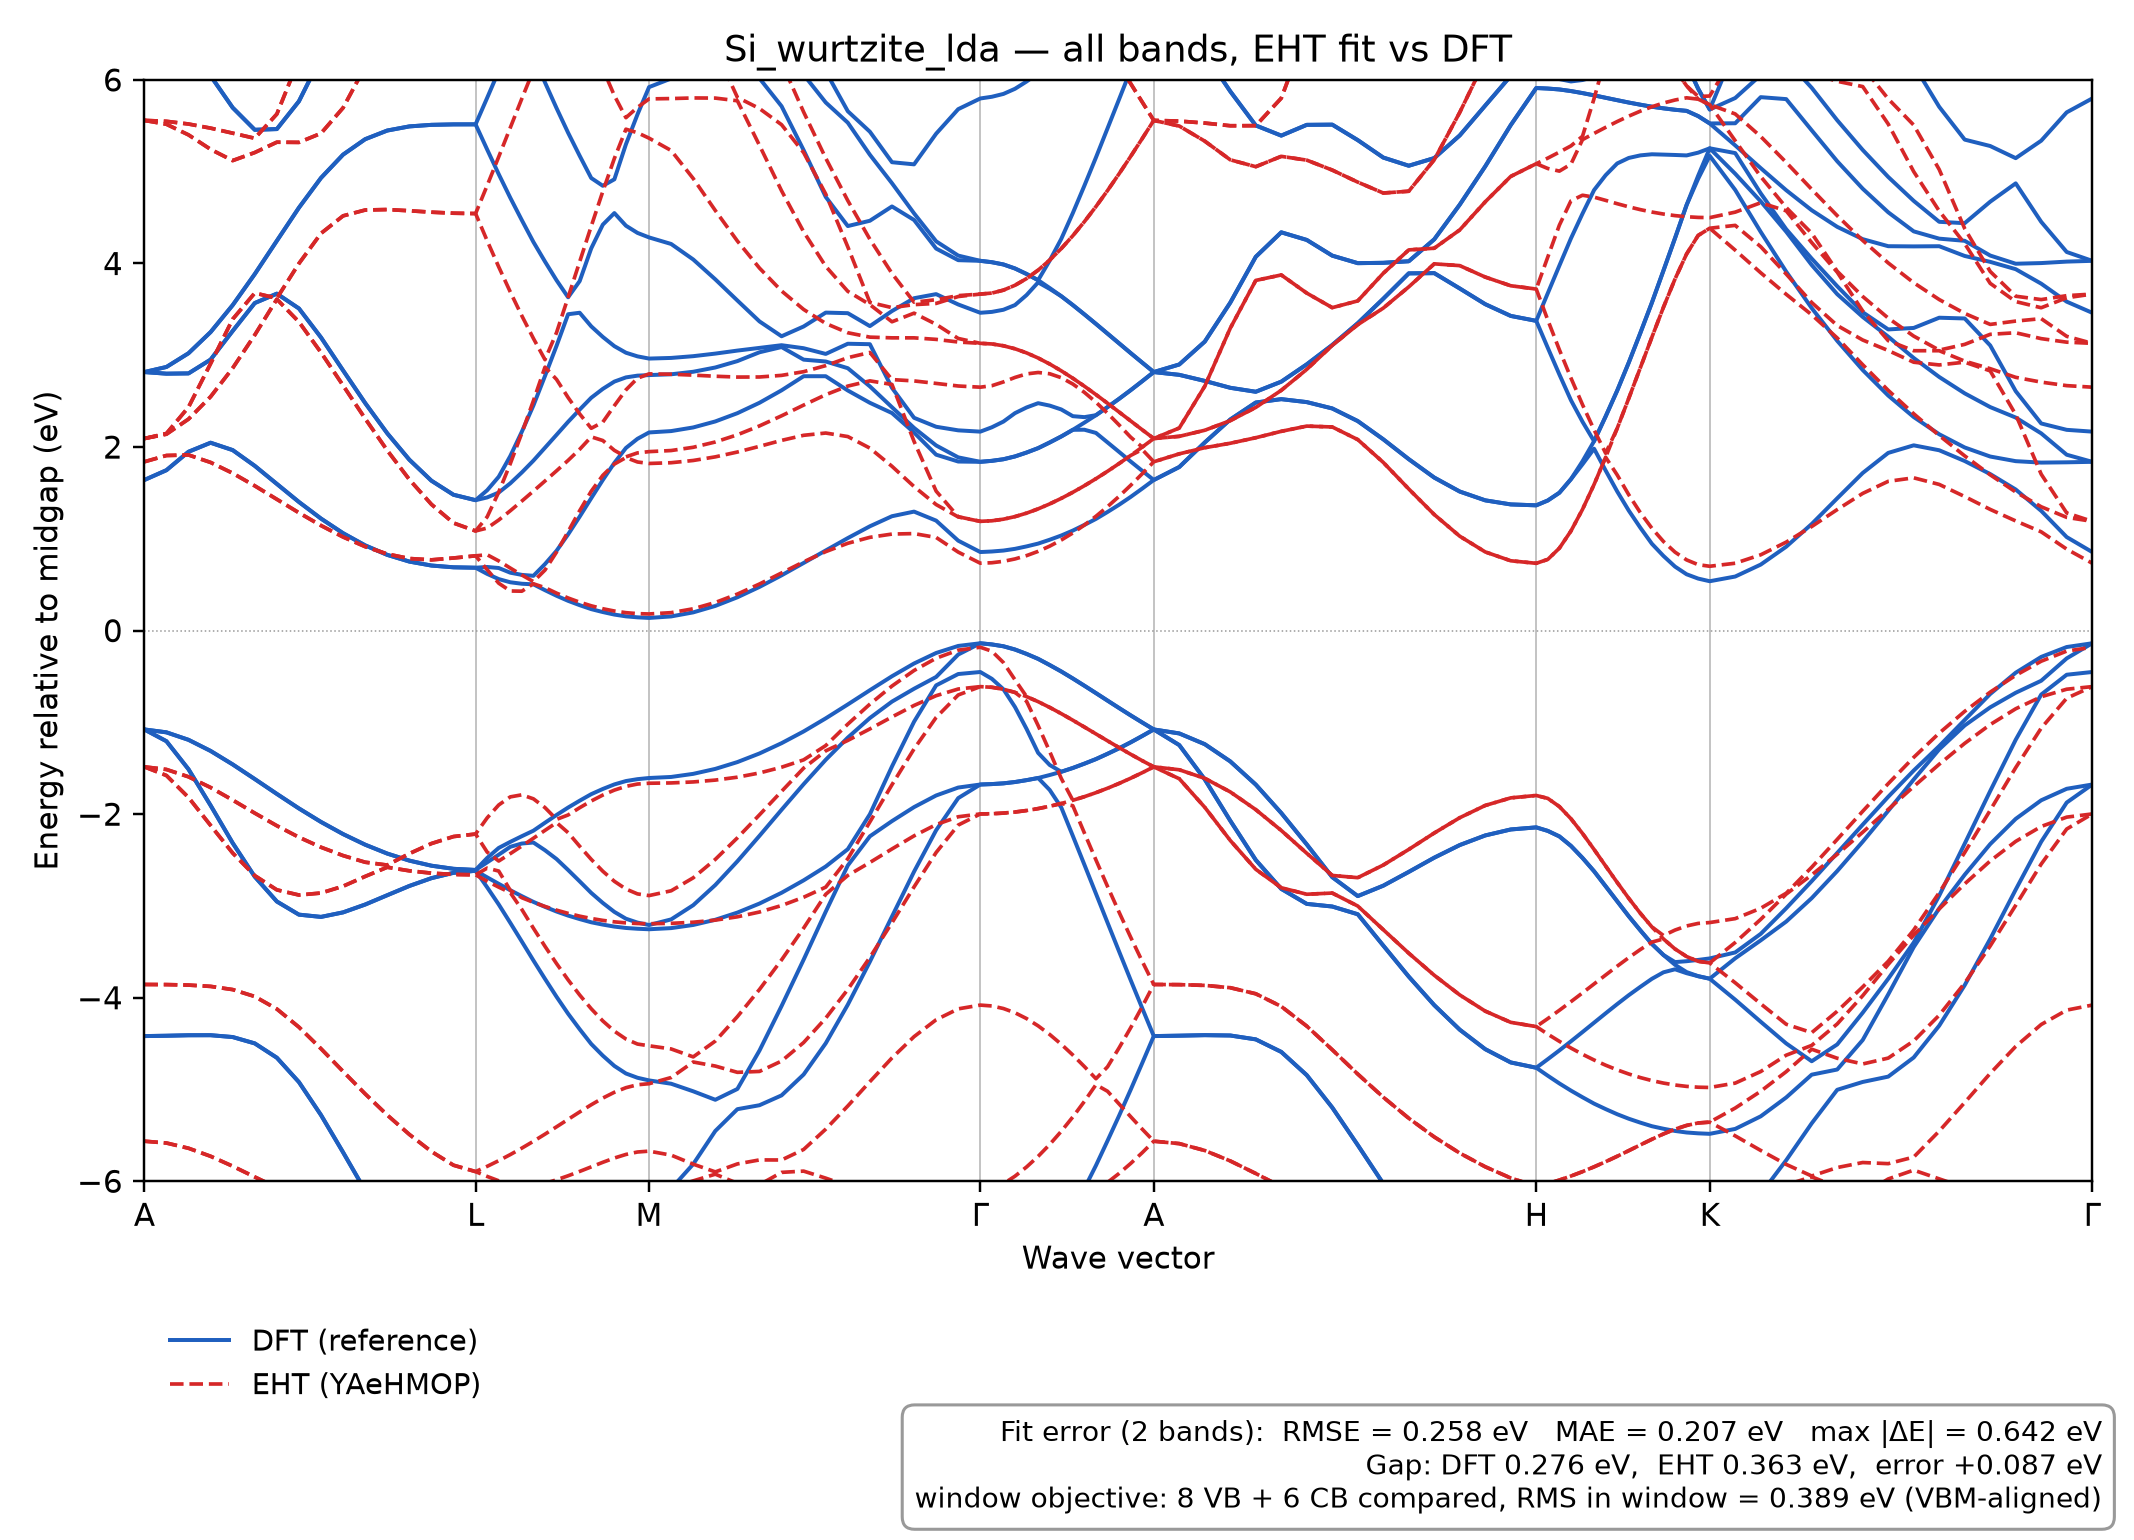 Si_wurtzite_lda — all bands, EHT fit vs DFT
Energy relative to midgap (eV)
6
4
2
0
−2
−4
−6
A L M Γ A H K Γ
Wave vector
DFT (reference)
EHT (YAeHMOP)
Fit error (2 bands): RMSE = 0.258 eV MAE = 0.207 eV max |ΔE| = 0.642 eV
Gap: DFT 0.276 eV, EHT 0.363 eV, error +0.087 eV
window objective: 8 VB + 6 CB compared, RMS in window = 0.389 eV (VBM-aligned)